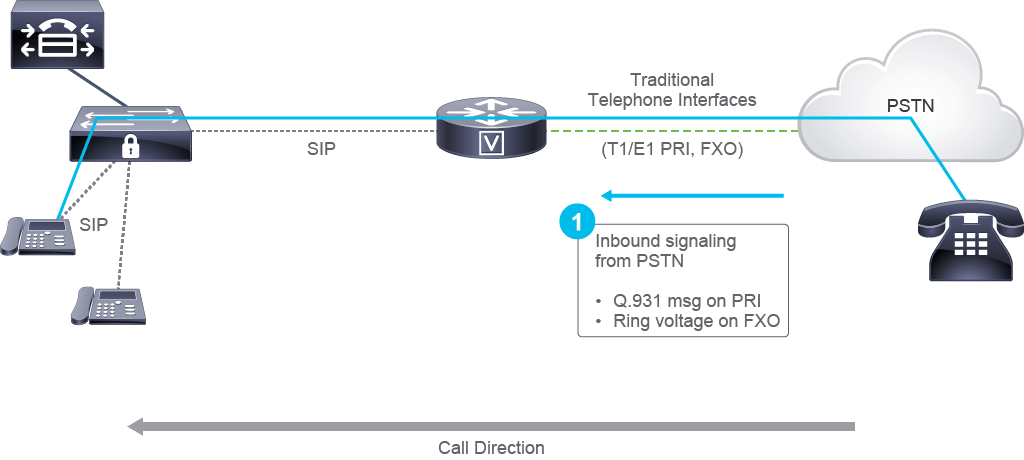 Traditional
Telephone Interfaces
PSTN
SIP
V
(T1/E1 PRI, FXO)
SIP
1
Inbound signaling
from PSTN
• Q.931 msg on PRI
• Ring voltage on FXO
Call Direction